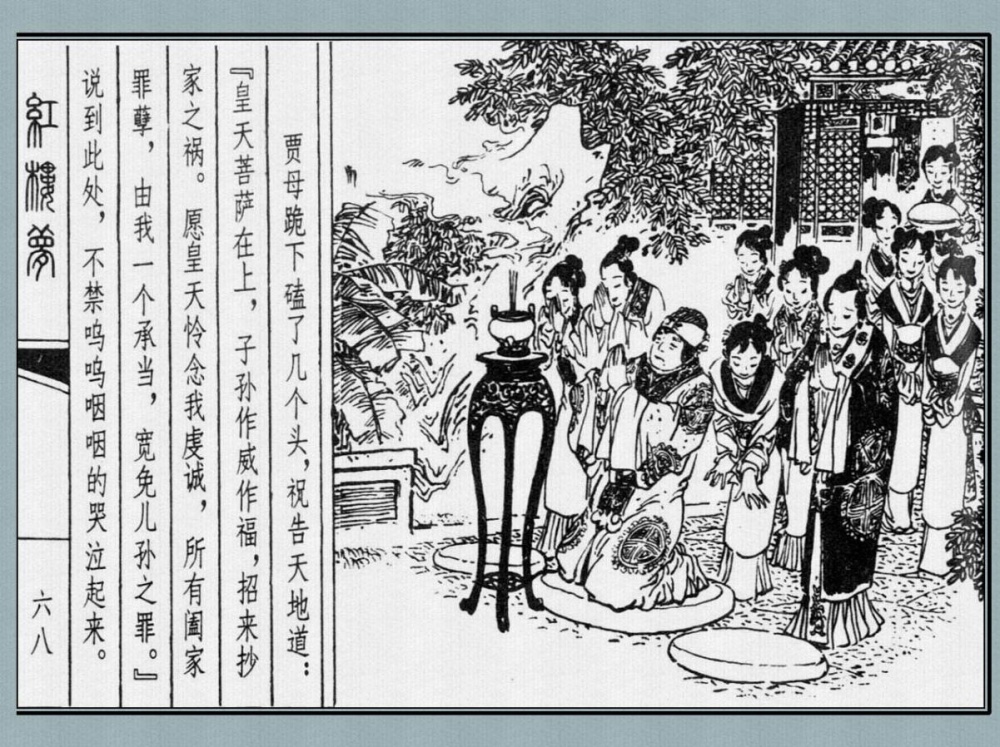 贾母跪下磕了几个头，祝告天地道：
『皇天菩萨在上，子孙作威作福，招来抄
家之祸。愿皇天怜念我虔诚，所有阖家
罪孽，由我一个承当，宽免儿孙之罪。』
说到此处，不禁呜呜咽咽的哭泣起来。
紅樓夢
六八